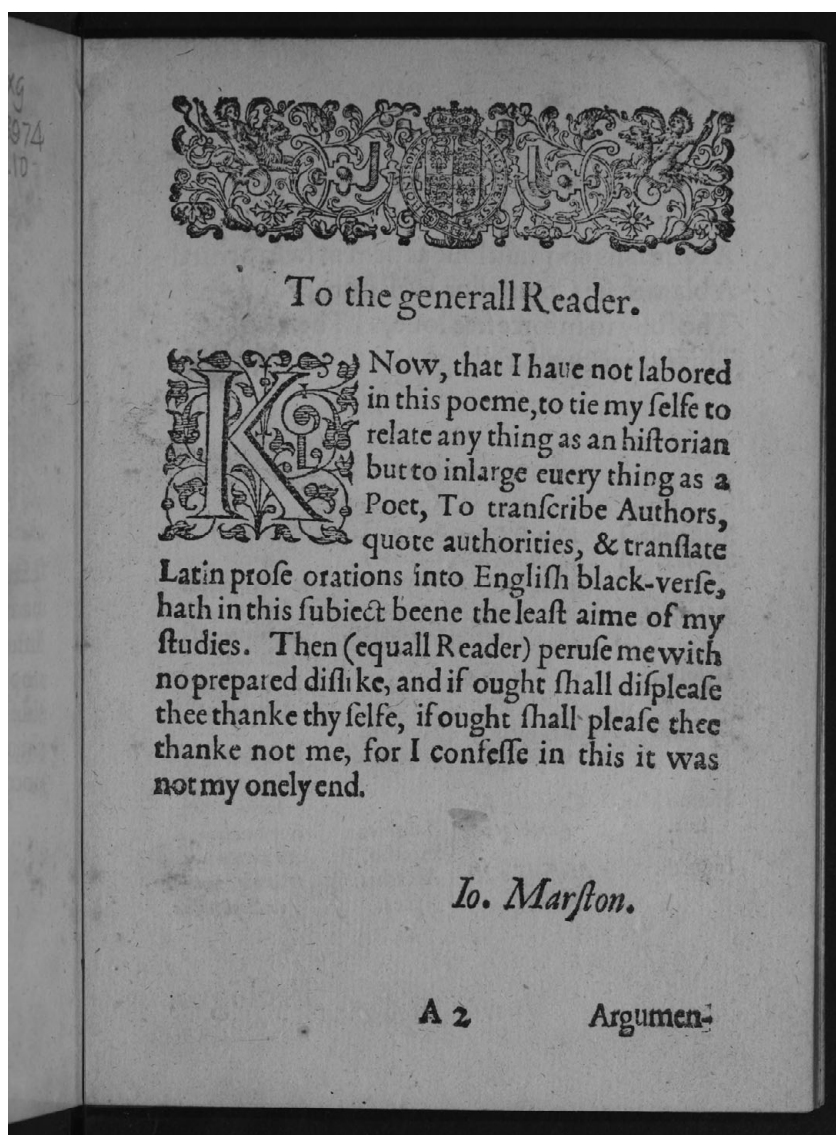 To the generall Reader.
KNow, that I haue not labored
in this poeme, to tie my ſelfe to
relate any thing as an hiſtorian
but to inlarge euery thing as a
Poet, To tranſcribe Authors,
quote authorities, & tranſlate
Latin proſe orations into Engliſh black-verſe,
hath in this ſubiect beene the leaſt aime of my
ſtudies. Then (equall Reader) peruſe me with
no prepared diſlike, and if ought ſhall diſpleaſe
thee thanke thy ſelfe, if ought ſhall pleaſe thee
thanke not me, for I confeſſe in this it was
not my onely end.
Io. Marſton.
A 2 Argumen-